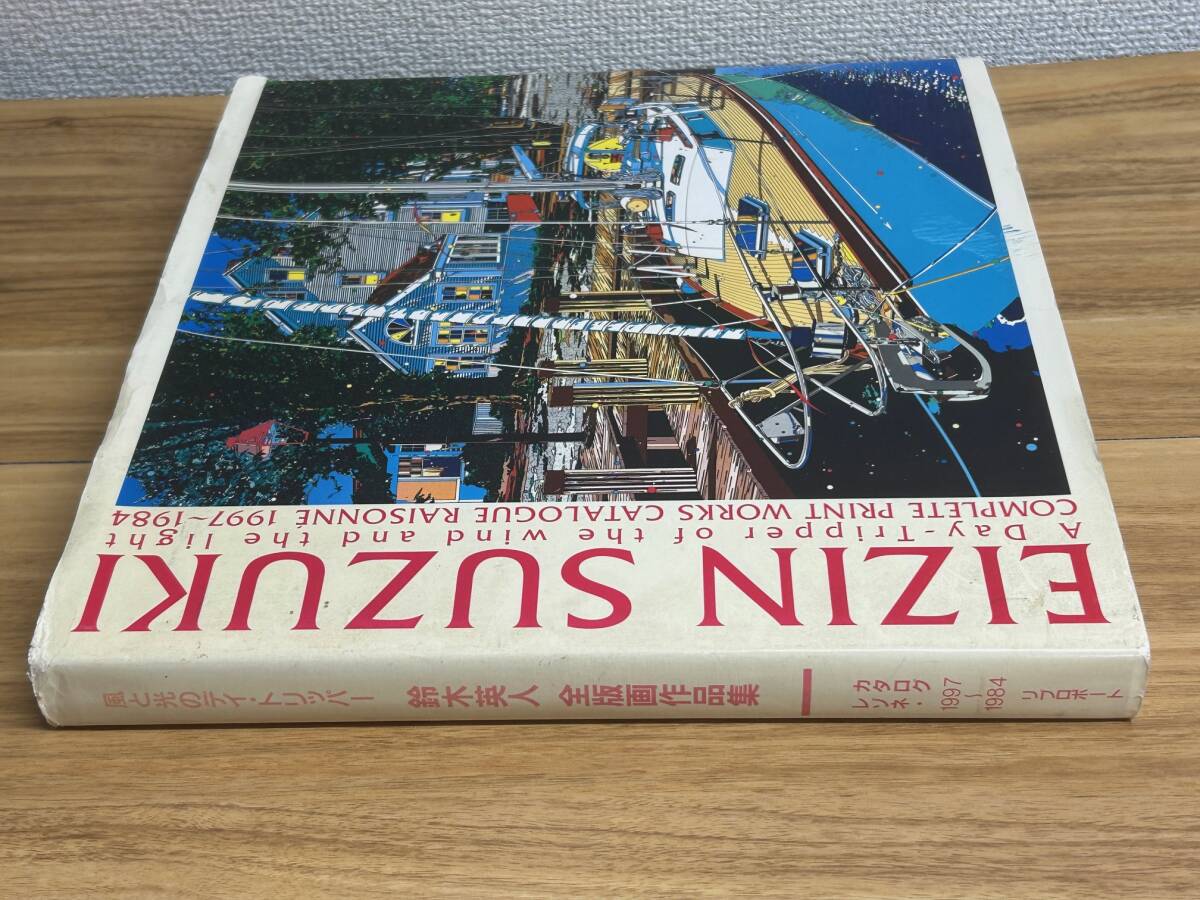 EIZIN SUZUKI
A Day-Tripper of the wind and the light
COMPLETE PRINT WORKS CATALOGUE RAISONNÉ 1997~1984
風と光のデイ・トリッパー 鈴木英人 全版画作品集
カタログ
レゾネ・
1997
~
1984
リブロポート